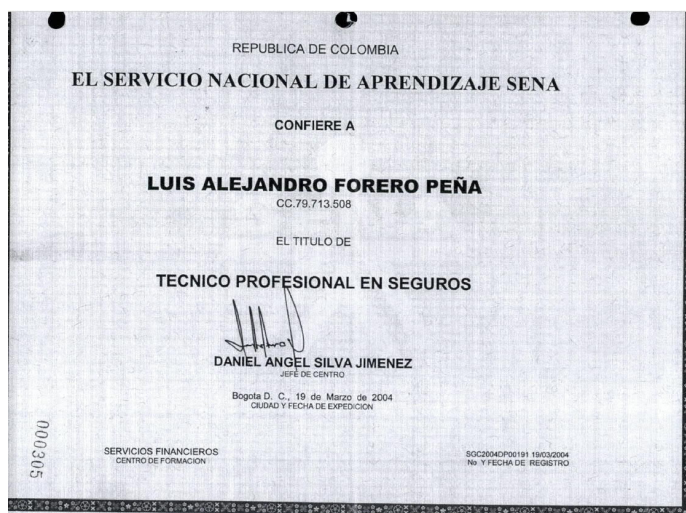 REPUBLICA DE COLOMBIA
EL SERVICIO NACIONAL DE APRENDIZAJE SENA
CONFIERE A
LUIS ALEJANDRO FORERO PEÑA
CC.79.713.508
EL TITULO DE
TECNICO PROFESIONAL EN SEGUROS
DANIEL ANGEL SILVA JIMENEZ
JEFE DE CENTRO
Bogota D. C., 19 de Marzo de 2004
CIUDAD Y FECHA DE EXPEDICION
000305
SERVICIOS FINANCIEROS
CENTRO DE FORMACION
SGC2004DP00191 19/03/2004
No Y FECHA DE REGISTRO